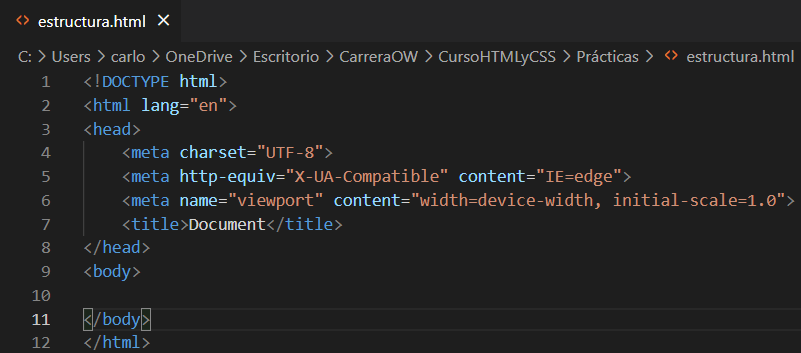 estructura.html
C: > Users > carlo > OneDrive > Escritorio > CarreraOW > CursoHTMLyCSS > Prácticas > estructura.html
1 <!DOCTYPE html>
2 <html lang="en">
3 <head>
4     <meta charset="UTF-8">
5     <meta http-equiv="X-UA-Compatible" content="IE=edge">
6     <meta name="viewport" content="width=device-width, initial-scale=1.0">
7     <title>Document</title>
8 </head>
9 <body>
10
11 </body>
12 </html>